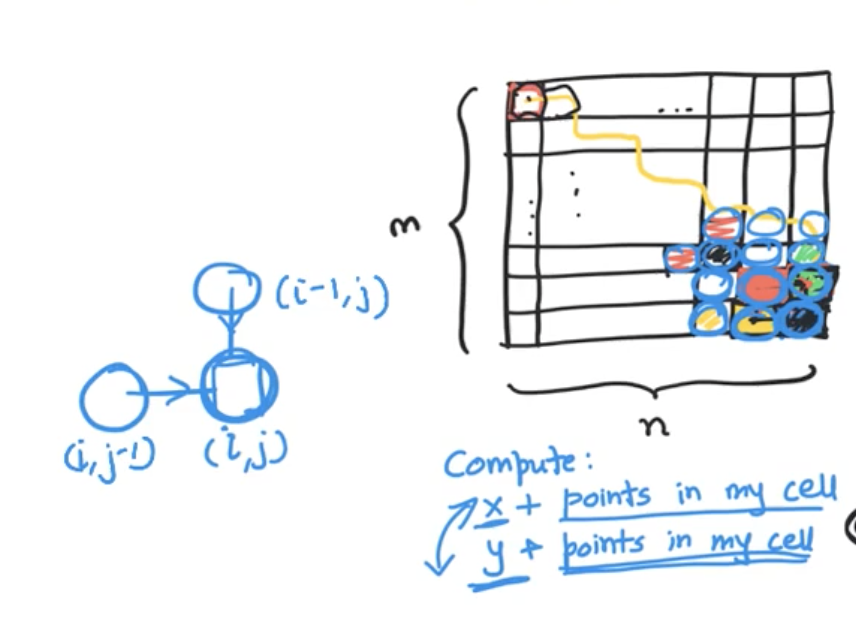 ...
m
(i-1,j)
(i,j-1)
(i,j)
n
Compute:
x + points in my cell
y + points in my cell